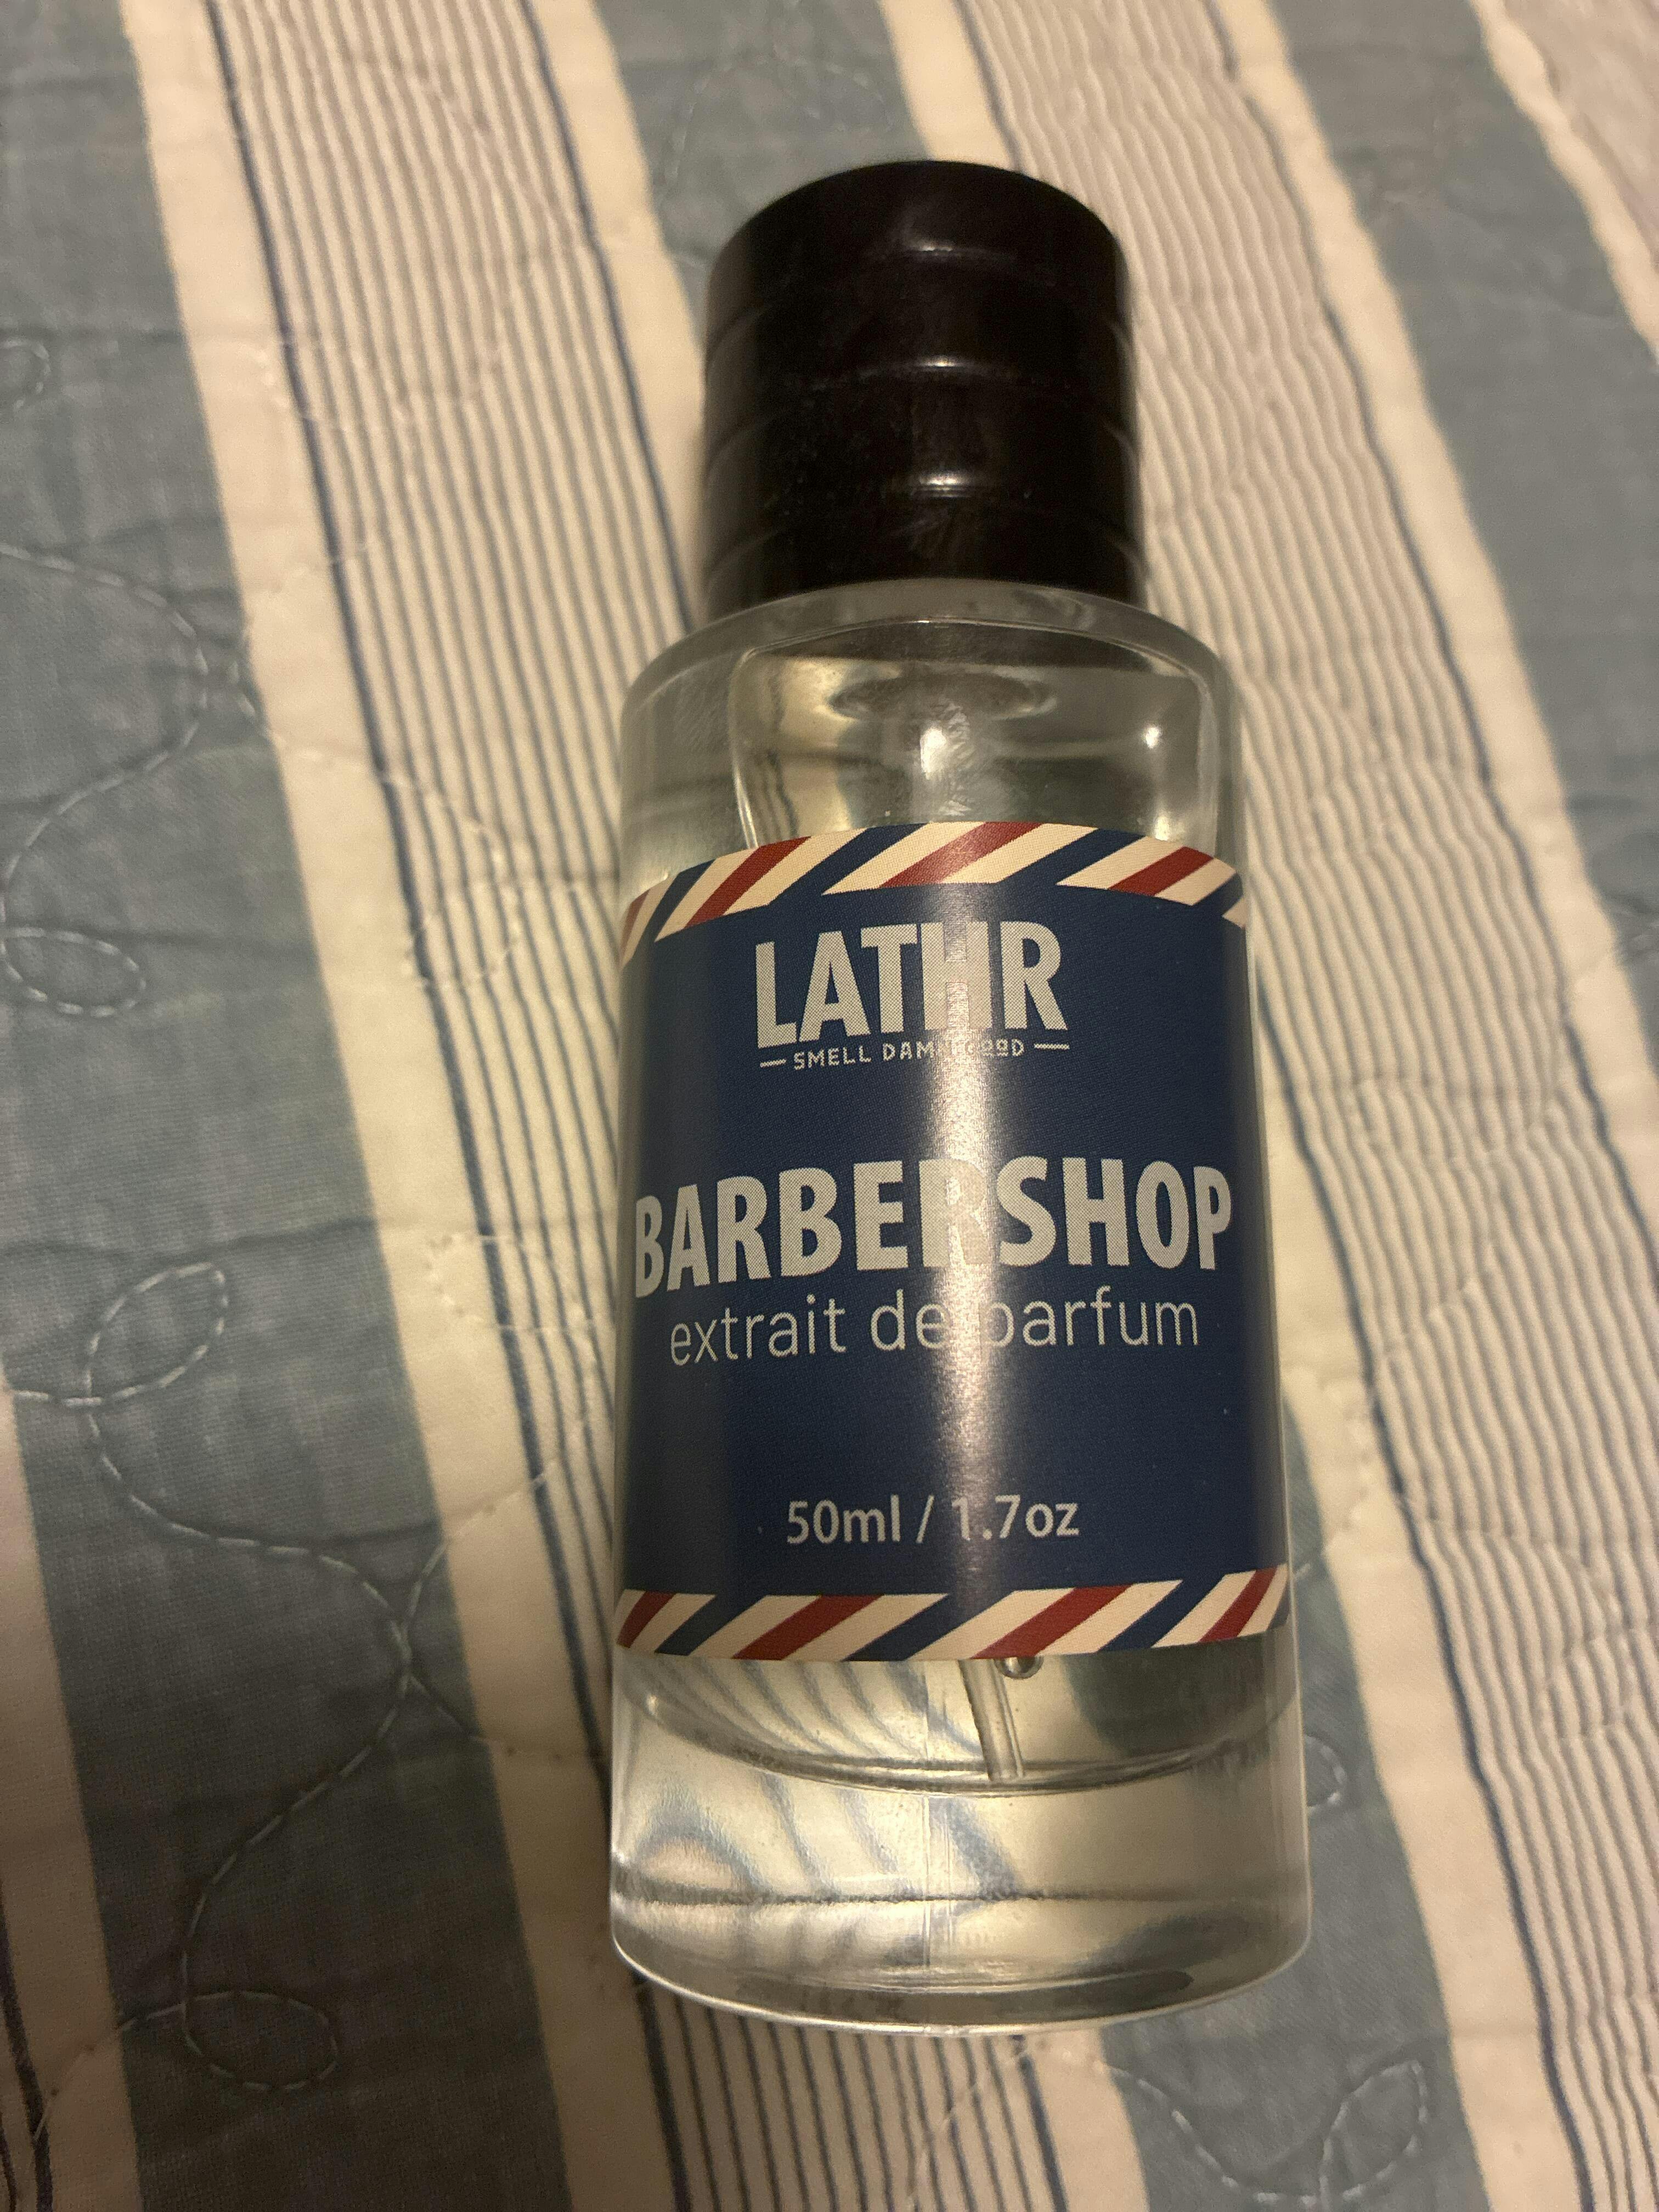 LATHR
SMELL DAMN GOOD
BARBERSHOP
extrait de parfum
50ml / 1.7oz